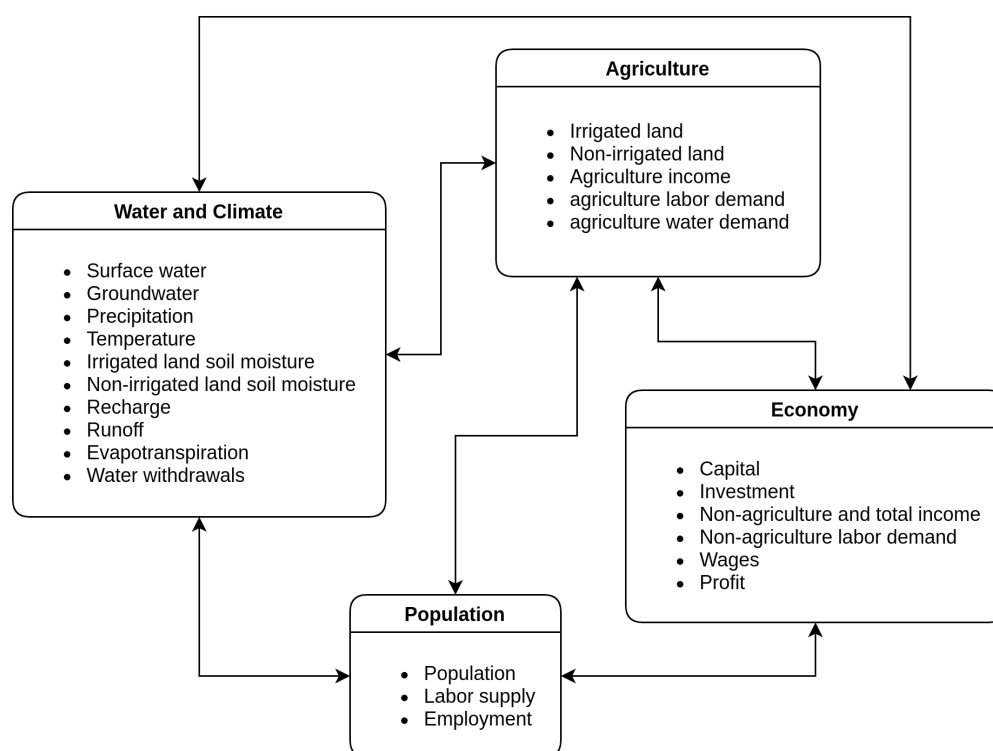 Agriculture
• Irrigated land
• Non-irrigated land
• Agriculture income
• agriculture labor demand
• agriculture water demand
Water and Climate
• Surface water
• Groundwater
• Precipitation
• Temperature
• Irrigated land soil moisture
• Non-irrigated land soil moisture
• Recharge
• Runoff
• Evapotranspiration
• Water withdrawals
Economy
• Capital
• Investment
• Non-agriculture and total income
• Non-agriculture labor demand
• Wages
• Profit
Population
• Population
• Labor supply
• Employment